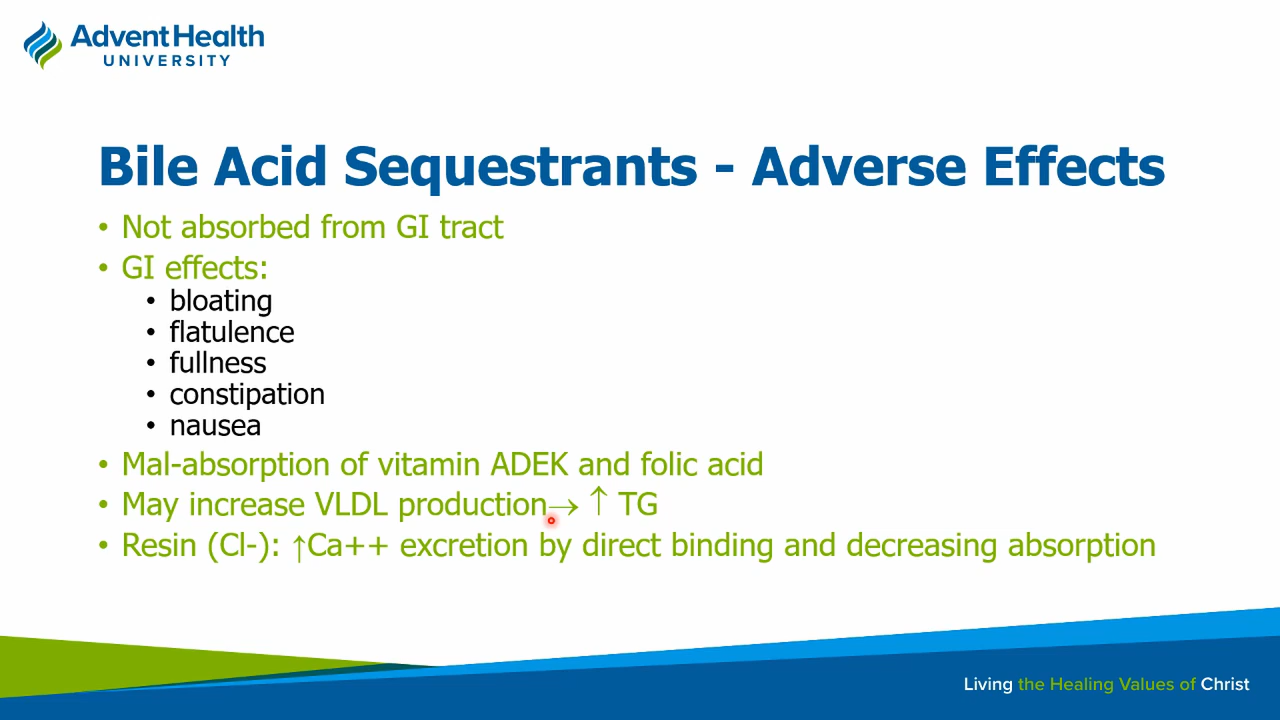 AdventHealth
UNIVERSITY
Bile Acid Sequestrants - Adverse Effects
• Not absorbed from GI tract
• GI effects:
• bloating
• flatulence
• fullness
• constipation
• nausea
• Mal-absorption of vitamin ADEK and folic acid
• May increase VLDL production→ ↑ TG
• Resin (Cl-): ↑Ca++ excretion by direct binding and decreasing absorption
Living the Healing Values of Christ